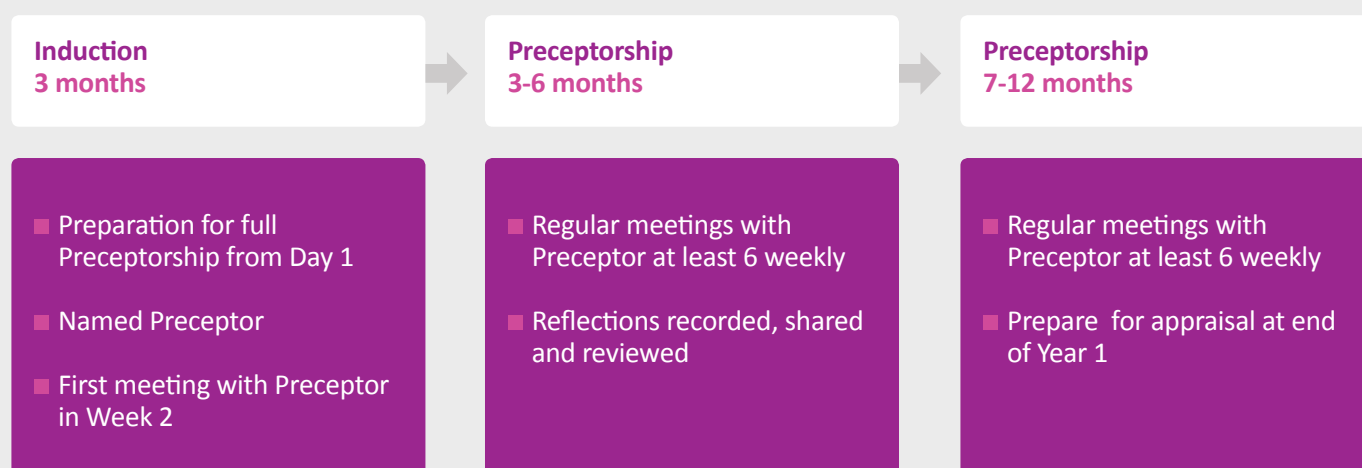 Induction
3 months
Preceptorship
3-6 months
Preceptorship
7-12 months
Preparation for full
Preceptorship from Day 1
Named Preceptor
First meeting with Preceptor
in Week 2
Regular meetings with
Preceptor at least 6 weekly
Reflections recorded, shared
and reviewed
Regular meetings with
Preceptor at least 6 weekly
Prepare  for appraisal at end
of Year 1